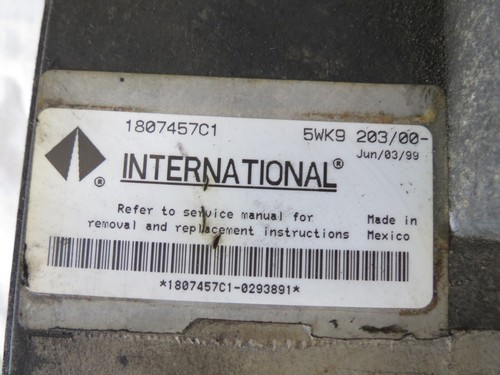 1807457C1
5WK9 203/00-
Jun/03/99
® INTERNATIONAL®
Refer to service manual for
removal and replacement instructions
Made in
Mexico
*1807457C1-0293891*